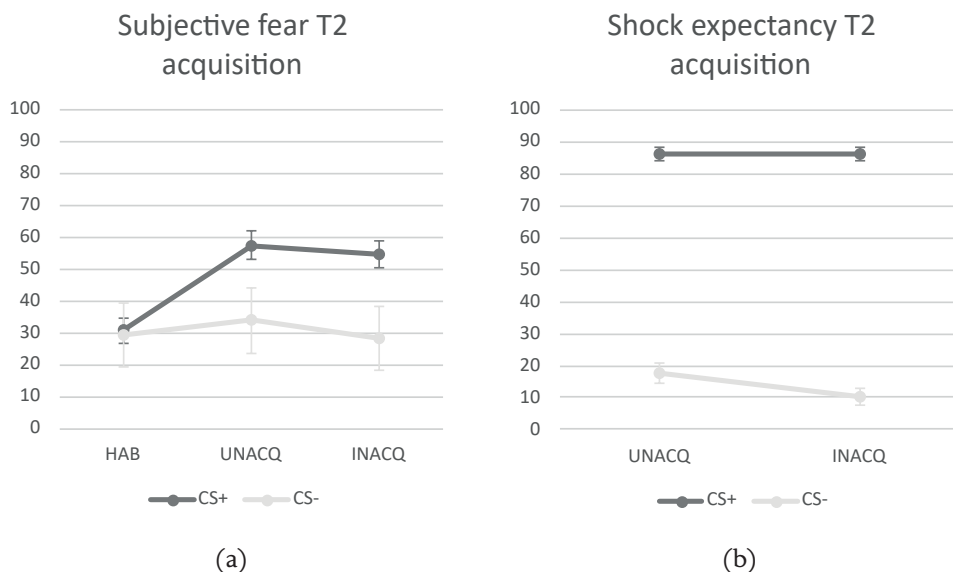 Subjective fear T2
acquisition
100
90
80
70
60
50
40
30
20
10
0
HAB UNACQ INACQ
CS+ CS-
(a)
Shock expectancy T2
acquisition
100
90
80
70
60
50
40
30
20
10
0
UNACQ INACQ
CS+ CS-
(b)